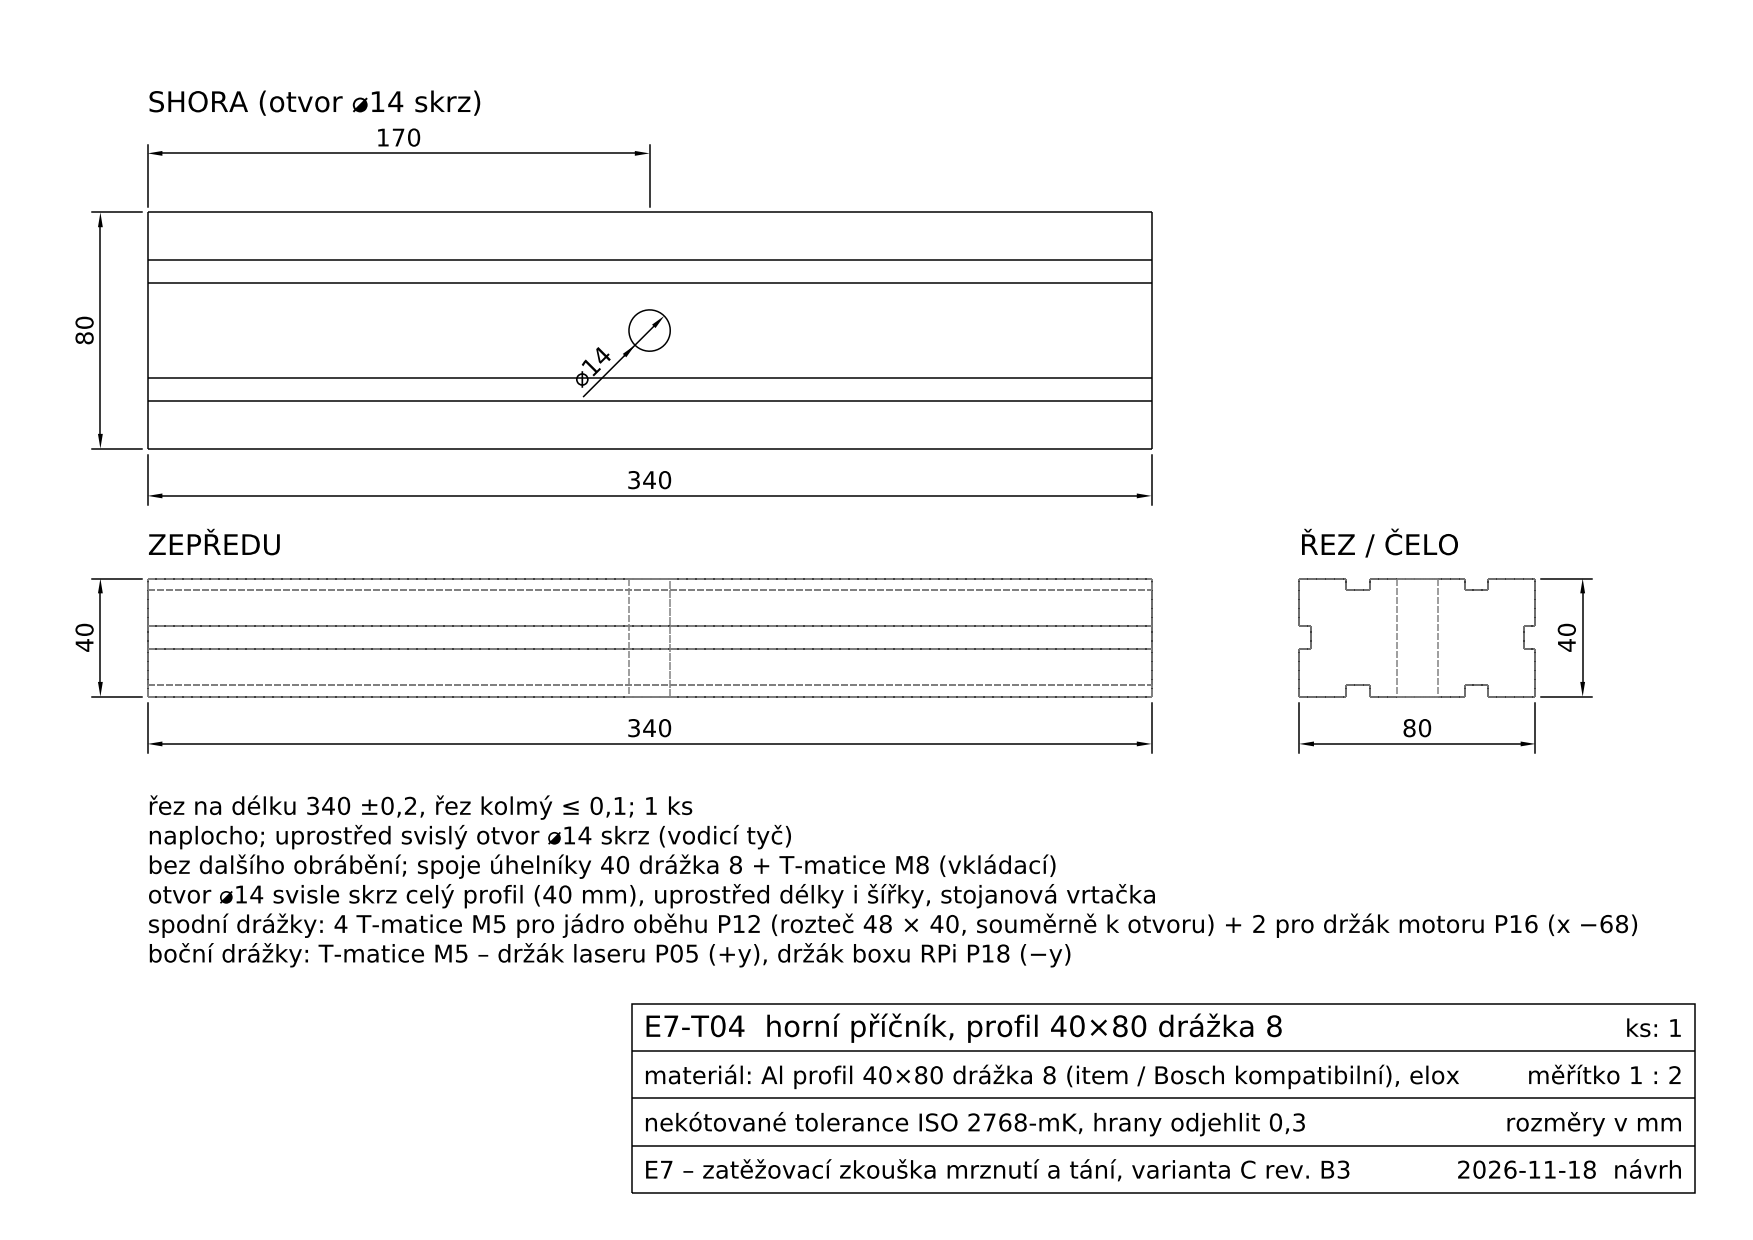 SHORA (otvor ⌀14 skrz)
170
80
⌀14
340
ZEPŘEDU
ŘEZ / ČELO
40
40
340
80
řez na délku 340 ±0,2, řez kolmý ≤ 0,1; 1 ks
naplocho; uprostřed svislý otvor ⌀14 skrz (vodicí tyč)
bez dalšího obrábění; spoje úhelníky 40 drážka 8 + T-matice M8 (vkládací)
otvor ⌀14 svisle skrz celý profil (40 mm), uprostřed délky i šířky, stojanová vrtačka
spodní drážky: 4 T-matice M5 pro jádro oběhu P12 (rozteč 48 × 40, souměrně k otvoru) + 2 pro držák motoru P16 (x −68)
boční drážky: T-matice M5 – držák laseru P05 (+y), držák boxu RPi P18 (−y)
E7-T04 horní příčník, profil 40×80 drážka 8 ks: 1
materiál: Al profil 40×80 drážka 8 (item / Bosch kompatibilní), elox měřítko 1 : 2
nekótované tolerance ISO 2768-mK, hrany odjehlit 0,3 rozměry v mm
E7 – zatěžovací zkouška mrznutí a tání, varianta C rev. B3 2026-11-18 návrh